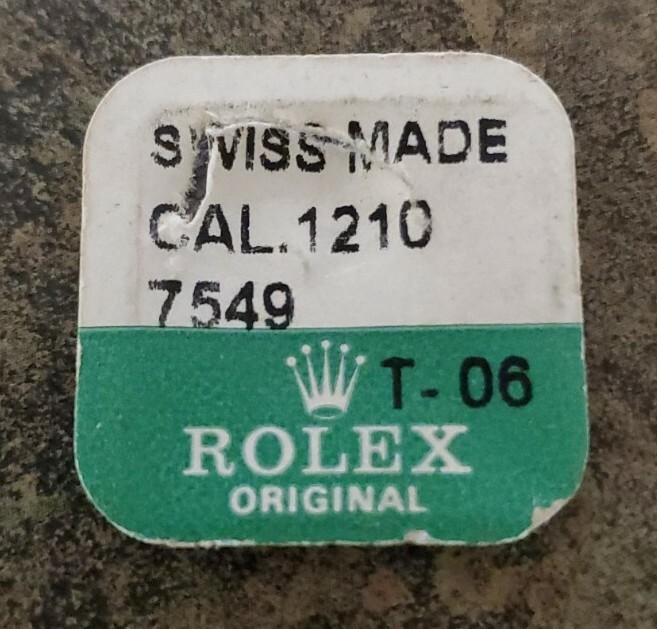 SWISS MADE
CAL.1210
7549
T-06
ROLEX
ORIGINAL